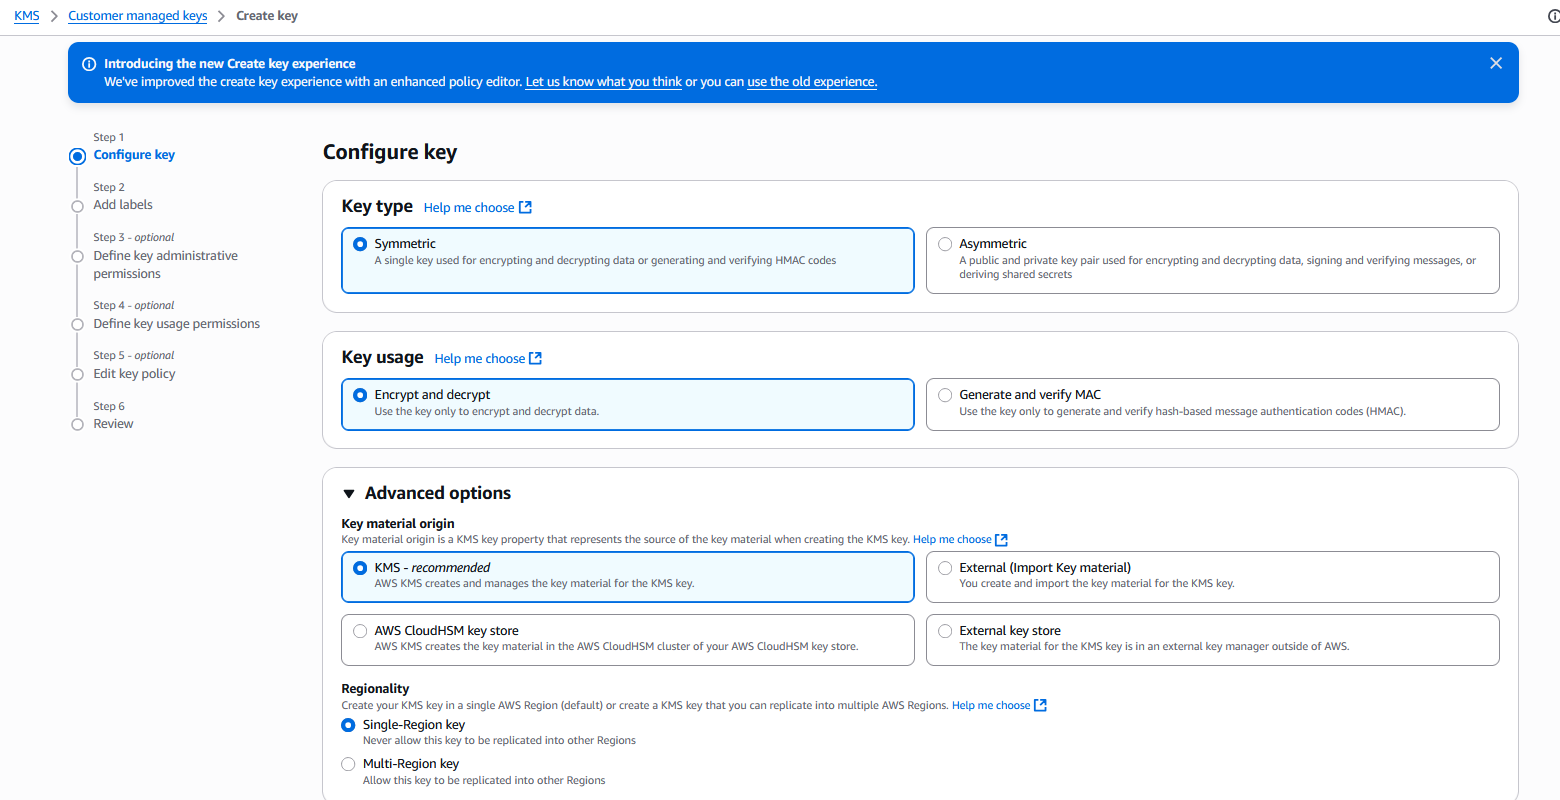 KMS > Customer managed keys > Create key
Introducing the new Create key experience
We've improved the create key experience with an enhanced policy editor. Let us know what you think or you can use the old experience.
Step 1
Configure key
Step 2
Add labels
Step 3 - optional
Define key administrative
permissions
Step 4 - optional
Define key usage permissions
Step 5 - optional
Edit key policy
Step 6
Review
Configure key
Key type Help me choose
Symmetric
A single key used for encrypting and decrypting data or generating and verifying HMAC codes
Asymmetric
A public and private key pair used for encrypting and decrypting data, signing and verifying messages, or
deriving shared secrets
Key usage Help me choose
Encrypt and decrypt
Use the key only to encrypt and decrypt data.
Generate and verify MAC
Use the key only to generate and verify hash-based message authentication codes (HMAC).
Advanced options
Key material origin
Key material origin is a KMS key property that represents the source of the key material when creating the KMS key. Help me choose
KMS - recommended
AWS KMS creates and manages the key material for the KMS key.
External (Import Key material)
You create and import the key material for the KMS key.
AWS CloudHSM key store
AWS KMS creates the key material in the AWS CloudHSM cluster of your AWS CloudHSM key store.
External key store
The key material for the KMS key is in an external key manager outside of AWS.
Regionality
Create your KMS key in a single AWS Region (default) or create a KMS key that you can replicate into multiple AWS Regions. Help me choose
Single-Region key
Never allow this key to be replicated into other Regions
Multi-Region key
Allow this key to be replicated into other Regions